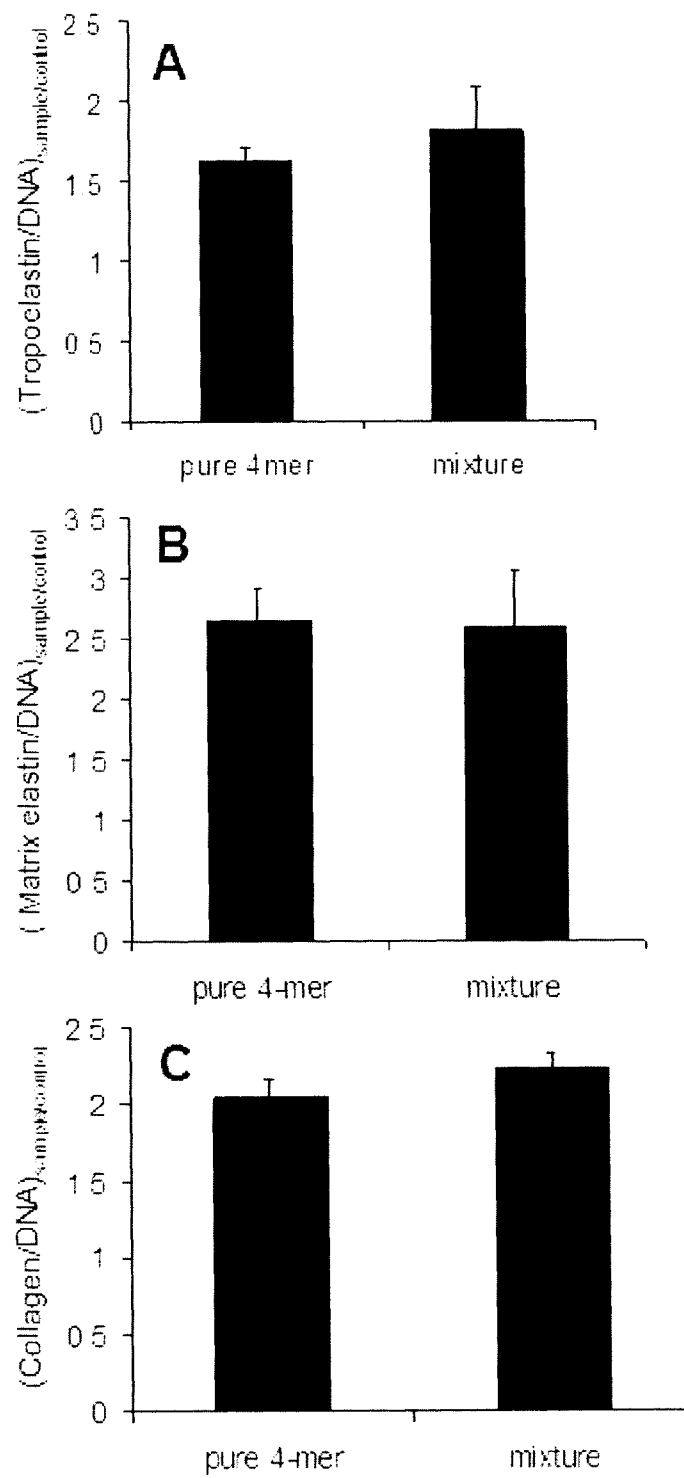 A
(Tropoelastin/DNA)sample/control
2 5
2
1 5
1
0 5
0
pure 4mer
mixture
B
(Matrix elastin/DNA)sample/control
3 5
3
2 5
2
1 5
1
0 5
0
pure 4-mer
mixture
C
(Collagen/DNA)sample/control
2 5
2
1 5
1
0 5
0
pure 4-mer
mixture